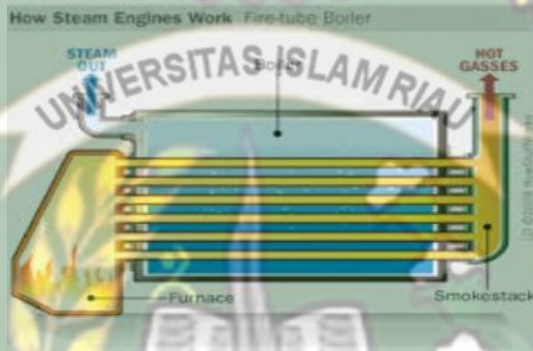 How Steam Engines Work Fire-tube Boiler
STEAM
OUT
HOT
GASSES
UNIVERSITAS ISLAM RIAU
Boiler
Furnace
Smokestack